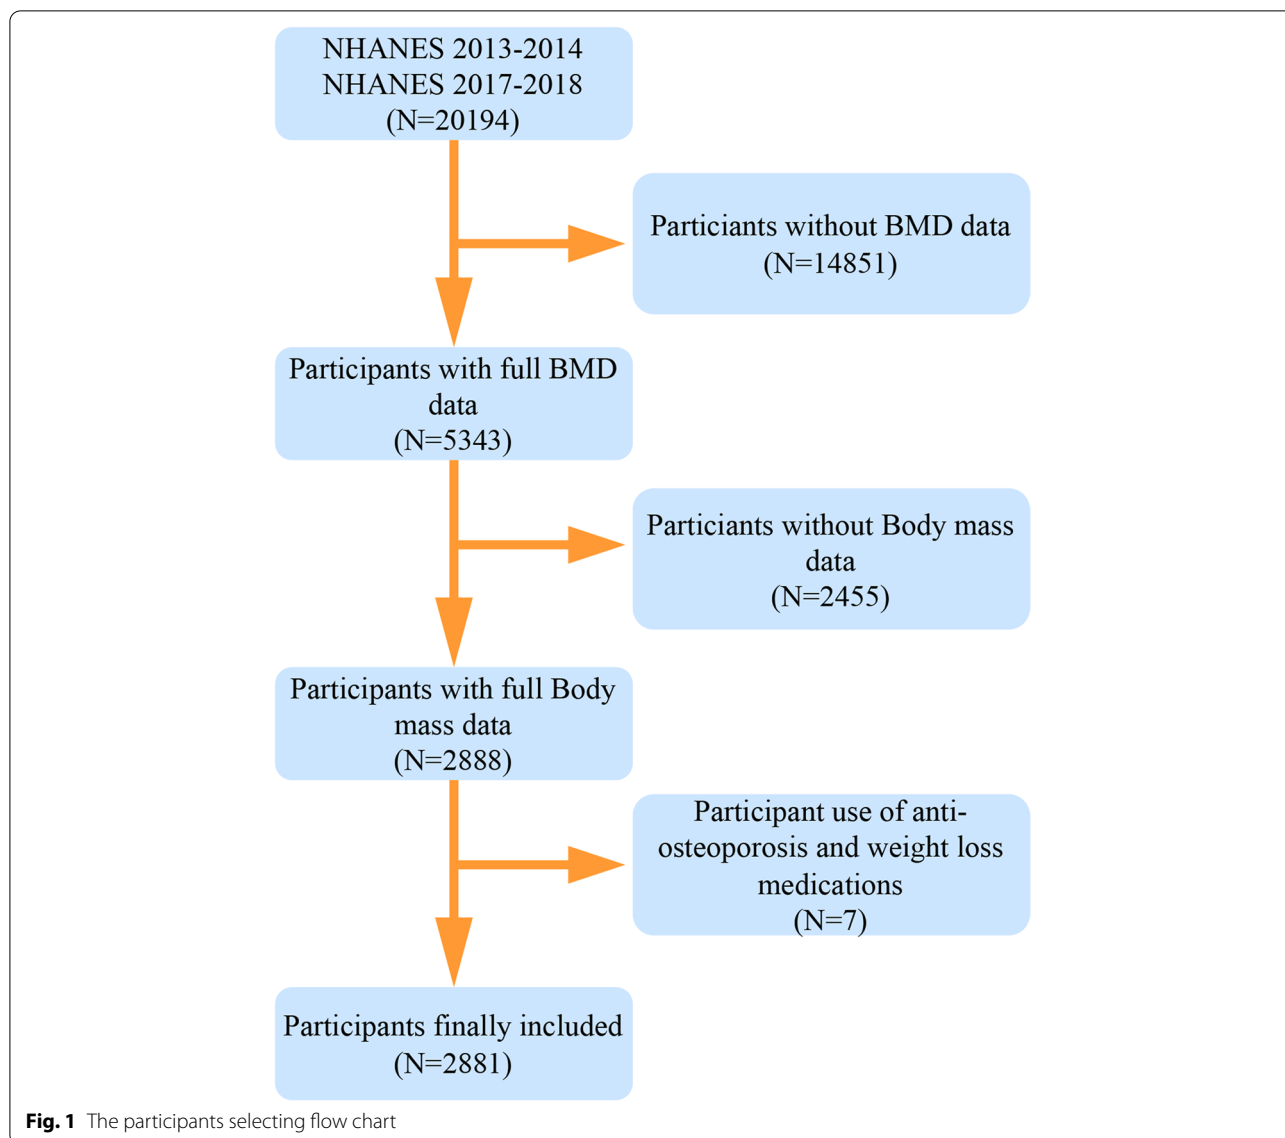 NHANES 2013-2014
NHANES 2017-2018
(N=20194)
Particiants without BMD data
(N=14851)
Participants with full BMD
data
(N=5343)
Particiants without Body mass
data
(N=2455)
Participants with full Body
mass data
(N=2888)
Participant use of anti-
osteoporosis and weight loss
medications
(N=7)
Participants finally included
(N=2881)
Fig. 1 The participants selecting flow chart